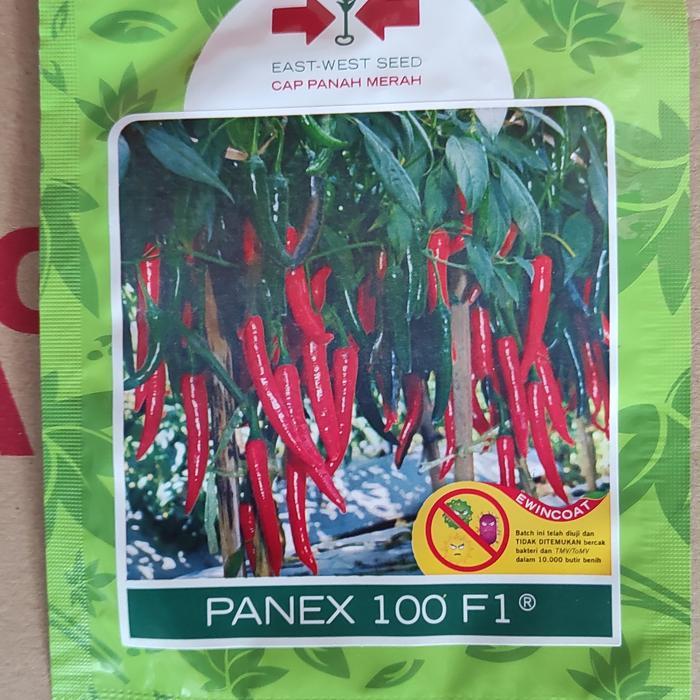 EAST-WEST SEED
CAP PANAH MERAH
EWINCOAT
Batch ini telah diuji dan
TIDAK DITEMUKAN bercak
bakteri dan TMV/ToMV
dalam 10.000 butir benih
PANEX 100 F1®